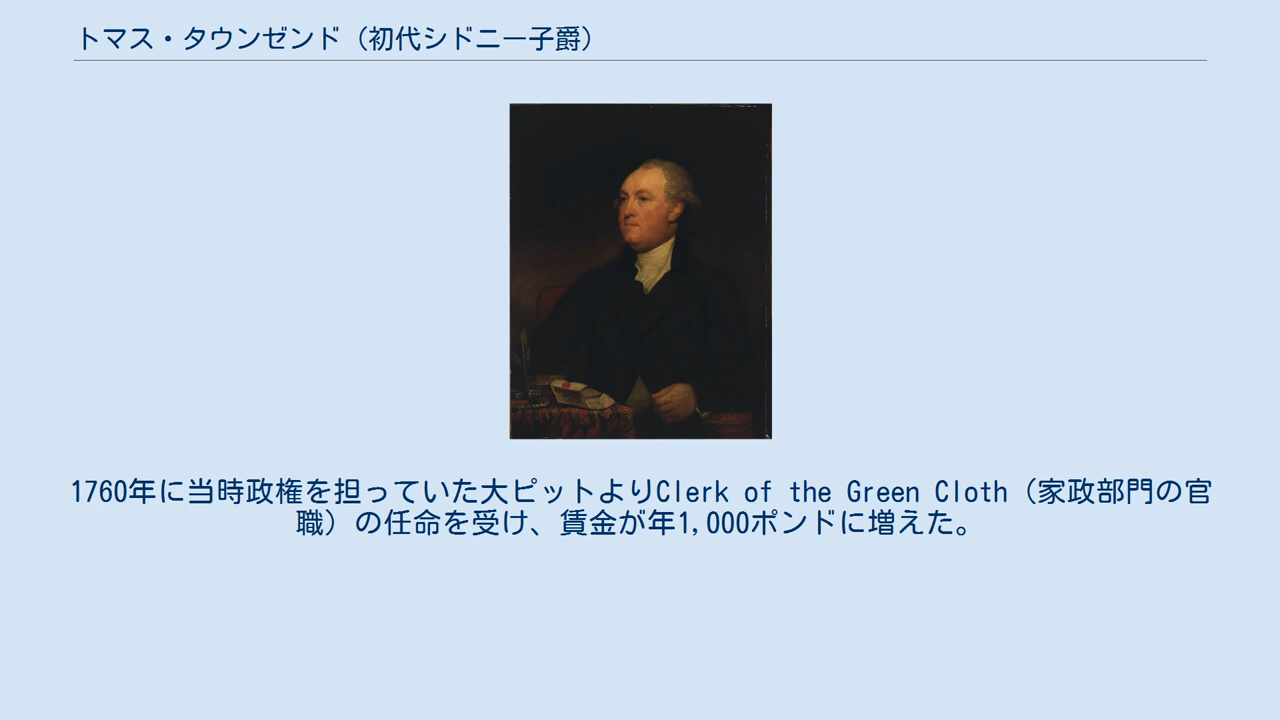 トマス・タウンゼンド（初代シドニー子爵）
1760年に当時政権を担っていた大ピットよりClerk of the Green Cloth（家政部門の官
職）の任命を受け、賃金が年1,000ポンドに増えた。